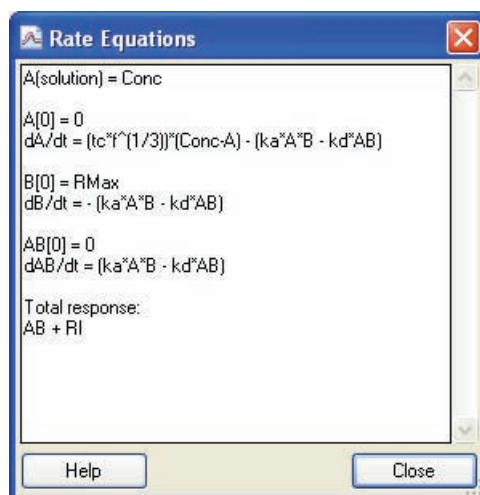 Rate Equations
A(solution) = Conc
A[0] = 0
dA/dt = (tc*f^(1/3))*(Conc-A) - (ka*A*B - kd*AB)
B[0] = RMax
dB/dt = - (ka*A*B - kd*AB)
AB[0] = 0
dAB/dt = (ka*A*B - kd*AB)
Total response:
AB + RI
Help
Close